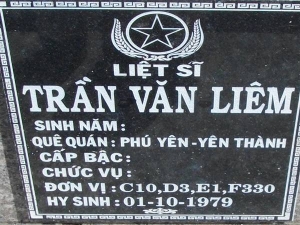 LIỆT SĨ
TRẦN VĂN LIÊM
SINH NĂM :
QUÊ QUÁN : PHÚ YÊN-YÊN THÀNH
CẤP BẬC :
CHỨC VỤ :
ĐƠN VỊ : C10,D3,E1,F330
HY SINH : 01-10-1979